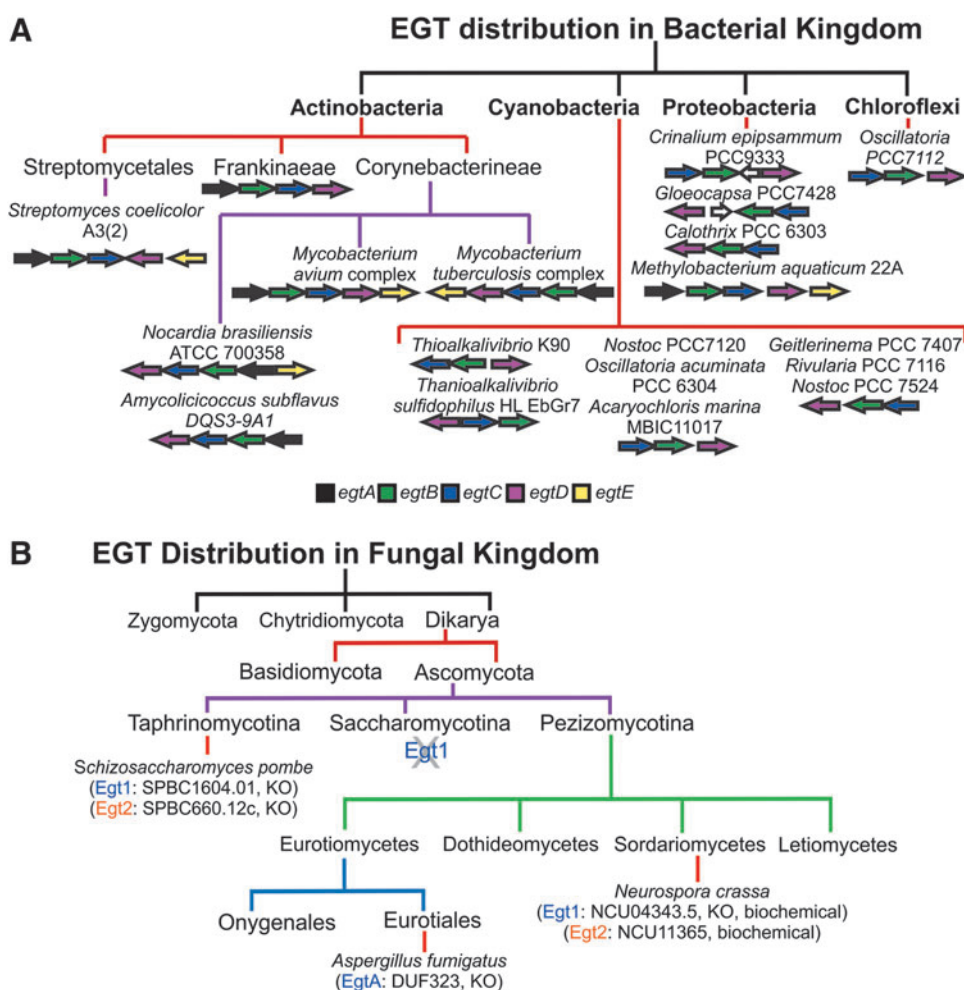 A
EGT distribution in Bacterial Kingdom
Actinobacteria
Cyanobacteria
Proteobacteria
Chloroflexi
Streptomycetales
Frankinaeae
Corynebacterineae
Streptomyces coelicolor
A3(2)
Mycobacterium
avium complex
Mycobacterium
tuberculosis complex
Nocardia brasiliensis
ATCC 700358
Amycolicicoccus subflavus
DQS3-9A1
Crinalium epipsammum
PCC9333
Gloeocapsa PCC7428
Calothrix PCC 6303
Methylobacterium aquaticum 22A
Oscillatoria
PCC7112
Thioalkalivibrio K90
Thanioalkalivibrio
sulfidophilus HL EbGr7
Nostoc PCC7120
Oscillatoria acuminata
PCC 6304
Acaryochloris marina
MBIC11017
Geitlerinema PCC 7407
Rivularia PCC 7116
Nostoc PCC 7524
egtA egtB egtC egtD egtE
B
EGT Distribution in Fungal Kingdom
Zygomycota
Chytridiomycota
Dikarya
Basidiomycota
Ascomycota
Taphrinomycotina
Saccharomycotina
Pezizomycotina
Egt1
Schizosaccharomyces pombe
(Egt1: SPBC1604.01, KO)
(Egt2: SPBC660.12c, KO)
Eurotiomycetes
Dothideomycetes
Sordariomycetes
Letiomycetes
Neurospora crassa
(Egt1: NCU04343.5, KO, biochemical)
(Egt2: NCU11365, biochemical)
Onygenales
Eurotiales
Aspergillus fumigatus
(EgtA: DUF323, KO)